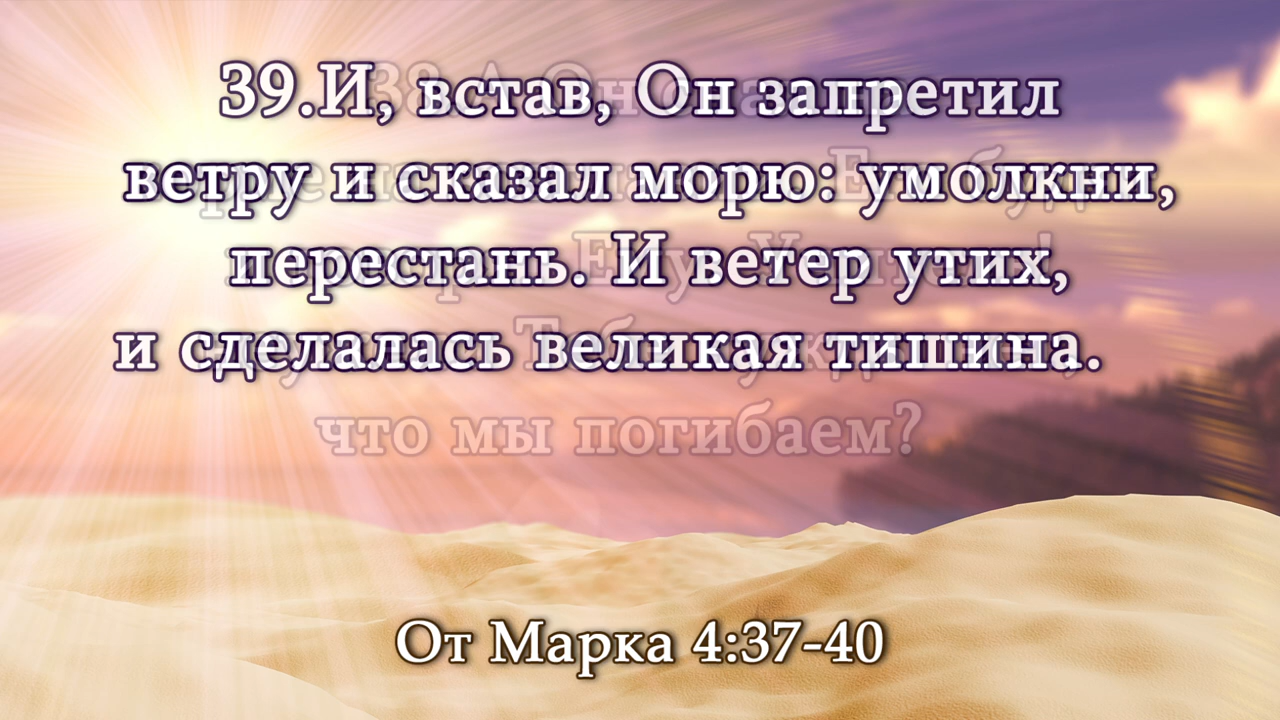 39.И, встав, Он запретил
ветру и сказал морю: умолкни,
перестань. И ветер утих,
и сделалась великая тишина.
что мы погибаем?
От Марка 4:37-40